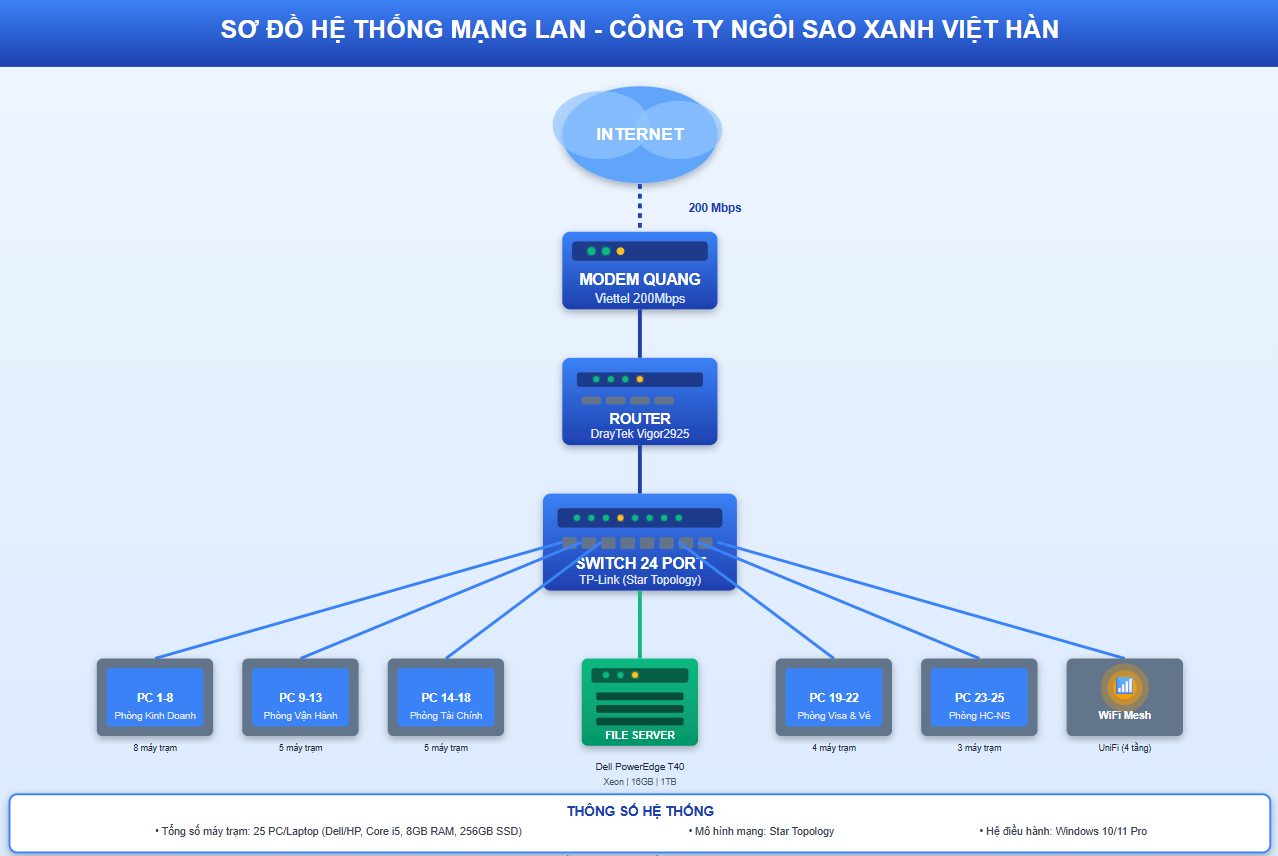 SƠ ĐỒ HỆ THỐNG MẠNG LAN - CÔNG TY NGÔI SAO XANH VIỆT HÀN
INTERNET
200 Mbps
MODEM QUANG
Viettel 200Mbps
ROUTER
DrayTek Vigor2925
SWITCH 24 PORT
TP-Link (Star Topology)
PC 1-8
Phòng Kinh Doanh
8 máy trạm
PC 9-13
Phòng Vận Hành
5 máy trạm
PC 14-18
Phòng Tài Chính
5 máy trạm
FILE SERVER
Dell PowerEdge T40
Xeon | 16GB | 1TB
PC 19-22
Phòng Visa & Vé
4 máy trạm
PC 23-25
Phòng HC-NS
3 máy trạm
WiFi Mesh
UniFi (4 tầng)
THÔNG SỐ HỆ THỐNG
• Tổng số máy trạm: 25 PC/Laptop (Dell/HP, Core i5, 8GB RAM, 256GB SSD)
• Mô hình mạng: Star Topology
• Hệ điều hành: Windows 10/11 Pro